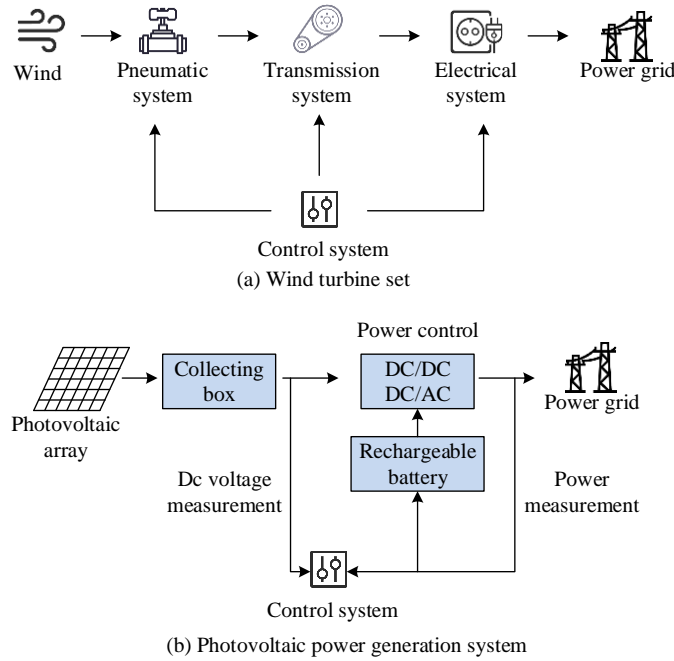 Wind
Pneumatic
system
Transmission
system
Electrical
system
Power grid
Control system
(a) Wind turbine set
Power control
Collecting
box
DC/DC
DC/AC
Photovoltaic
array
Power grid
Rechargeable
battery
Dc voltage
measurement
Power
measurement
Control system
(b) Photovoltaic power generation system